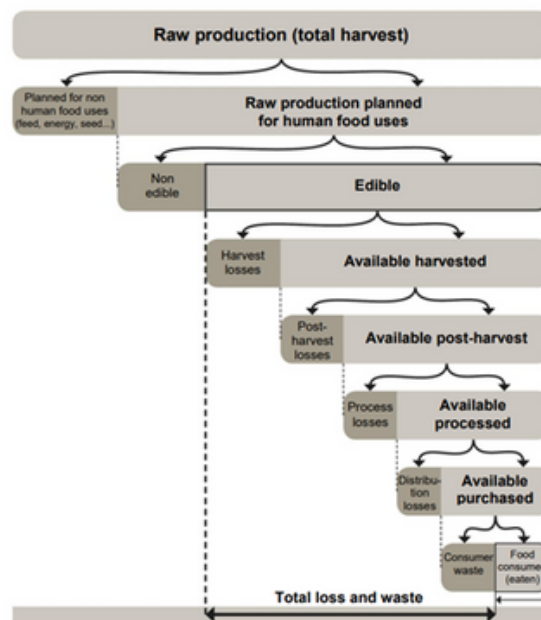 Raw production (total harvest)
Planned for non
human food uses
(feed, energy, seed...)
Raw production planned
for human food uses
Non
edible
Edible
Harvest
losses
Available harvested
Post-
harvest
losses
Available post-harvest
Process
losses
Available
processed
Distribu-
tion
losses
Available
purchased
Consumer
waste
Food
consume
(eaten)
Total loss and waste